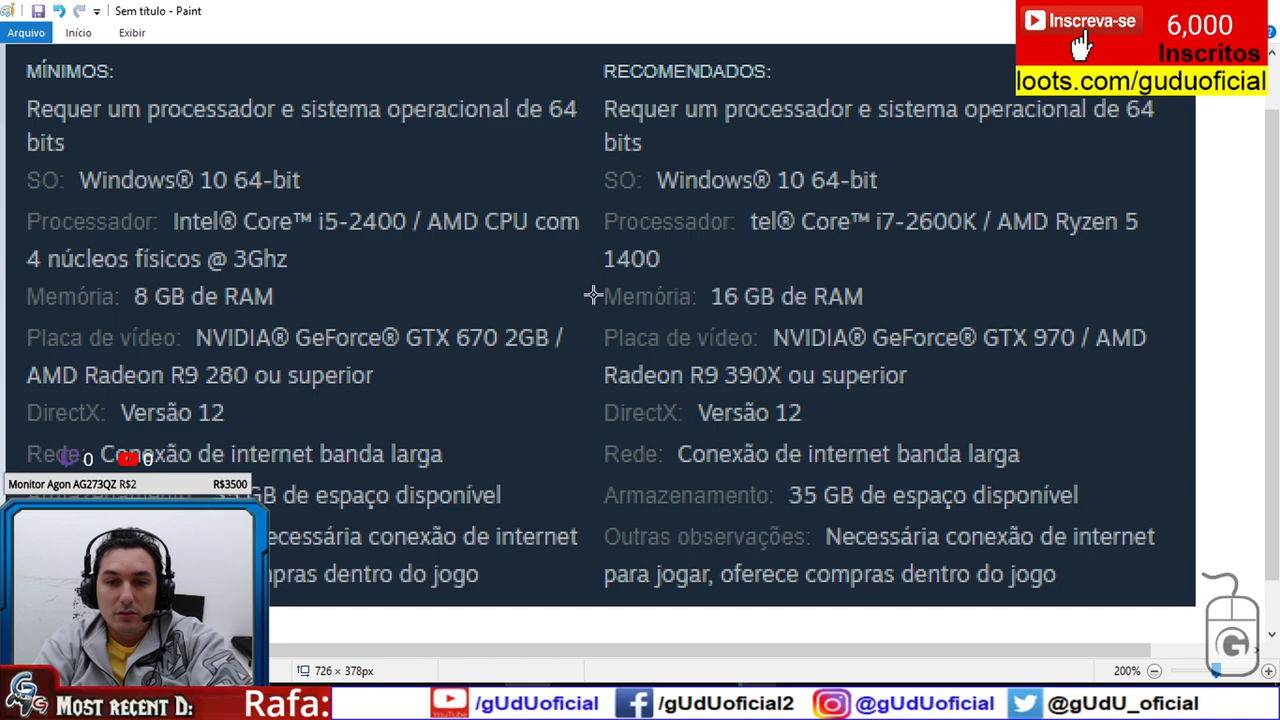 Sem título - Paint
Arquivo Início Exibir
Inscreva-se 6,000
Inscritos
loots.com/guduoficial
MÍNIMOS:
Requer um processador e sistema operacional de 64
bits
SO: Windows® 10 64-bit
Processador: Intel® Core™ i5-2400 / AMD CPU com
4 núcleos físicos @ 3Ghz
Memória: 8 GB de RAM
Placa de vídeo: NVIDIA® GeForce® GTX 670 2GB /
AMD Radeon R9 280 ou superior
DirectX: Versão 12
Rede: Conexão de internet banda larga
GB de espaço disponível
ecessária conexão de internet
pras dentro do jogo
RECOMENDADOS:
Requer um processador e sistema operacional de 64
bits
SO: Windows® 10 64-bit
Processador: tel® Core™ i7-2600K / AMD Ryzen 5
1400
Memória: 16 GB de RAM
Placa de vídeo: NVIDIA® GeForce® GTX 970 / AMD
Radeon R9 390X ou superior
DirectX: Versão 12
Rede: Conexão de internet banda larga
Armazenamento: 35 GB de espaço disponível
Outras observações: Necessária conexão de internet
para jogar, oferece compras dentro do jogo
0 0
Monitor Agon AG273QZ R$2 R$3500
726 × 378px 200%
G
Most recent D: Rafa: YouTube /gUdUoficial /gUdUoficial2 @gUdUoficial @gUdU_oficial